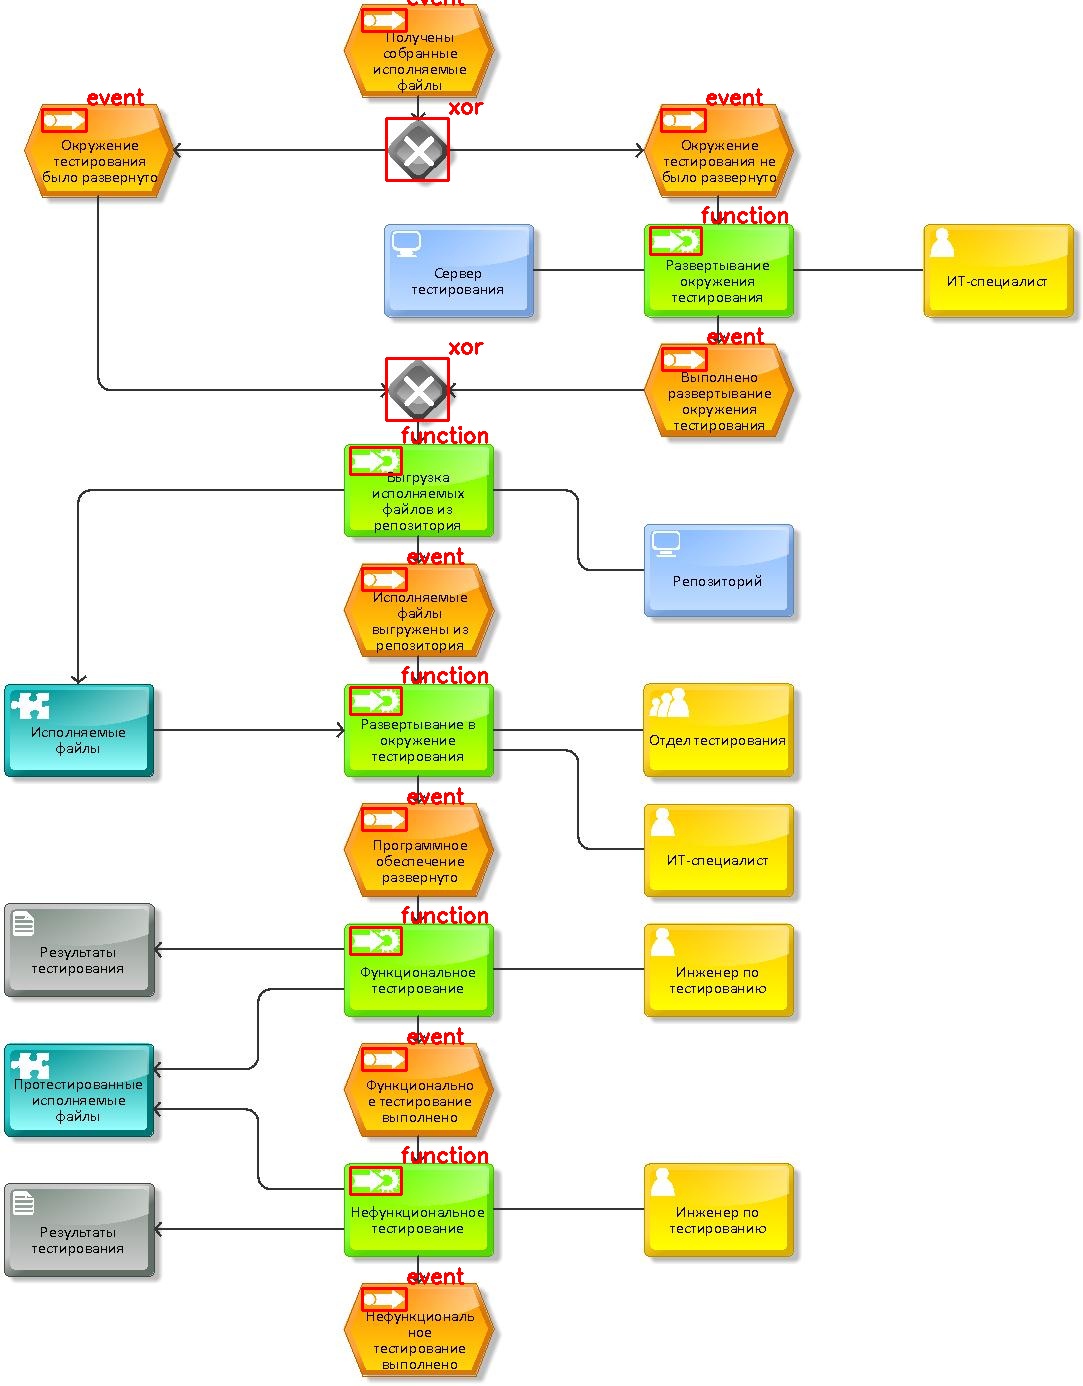 event
Получены
собранные
исполняемые
файлы
xor
event
Окружение
тестирования
было развернуто
event
Окружение
тестирования не
было развернуто
function
Развертывание
окружения
тестирования
Сервер
тестирования
ИТ-специалист
event
Выполнено
развертывание
окружения
тестирования
xor
function
Выгрузка
исполняемых
файлов из
репозитория
Репозиторий
event
Исполняемые
файлы
выгружены из
репозитория
function
Развертывание в
окружение
тестирования
Исполняемые
файлы
Отдел тестирования
ИТ-специалист
event
Программное
обеспечение
развернуто
function
Функциональное
тестирование
Результаты
тестирования
Инженер по
тестированию
Протестированные
исполняемые
файлы
event
Функционально
е тестирование
выполнено
function
Нефункциональное
тестирование
Результаты
тестирования
Инженер по
тестированию
event
Нефункциональ
ное
тестирование
выполнено